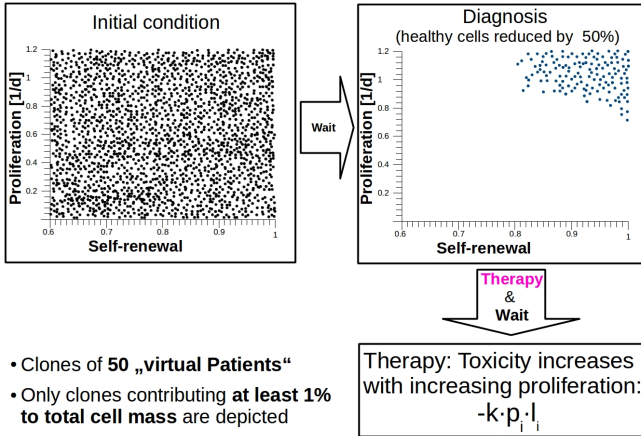 Initial condition
Proliferation [1/d]
1.2
1
0.8
0.6
0.4
0.2
0.6
0.7
0.8
0.9
1
Self-renewal
Wait
Diagnosis
(healthy cells reduced by 50%)
Proliferation [1/d]
1.2
1
0.8
0.6
0.4
0.2
0.6
0.7
0.8
0.9
1
Self-renewal
Therapy
&
Wait
• Clones of 50 „virtual Patients“
• Only clones contributing at least 1%
to total cell mass are depicted
Therapy: Toxicity increases
with increasing proliferation:
-k·pᵢ·lᵢ